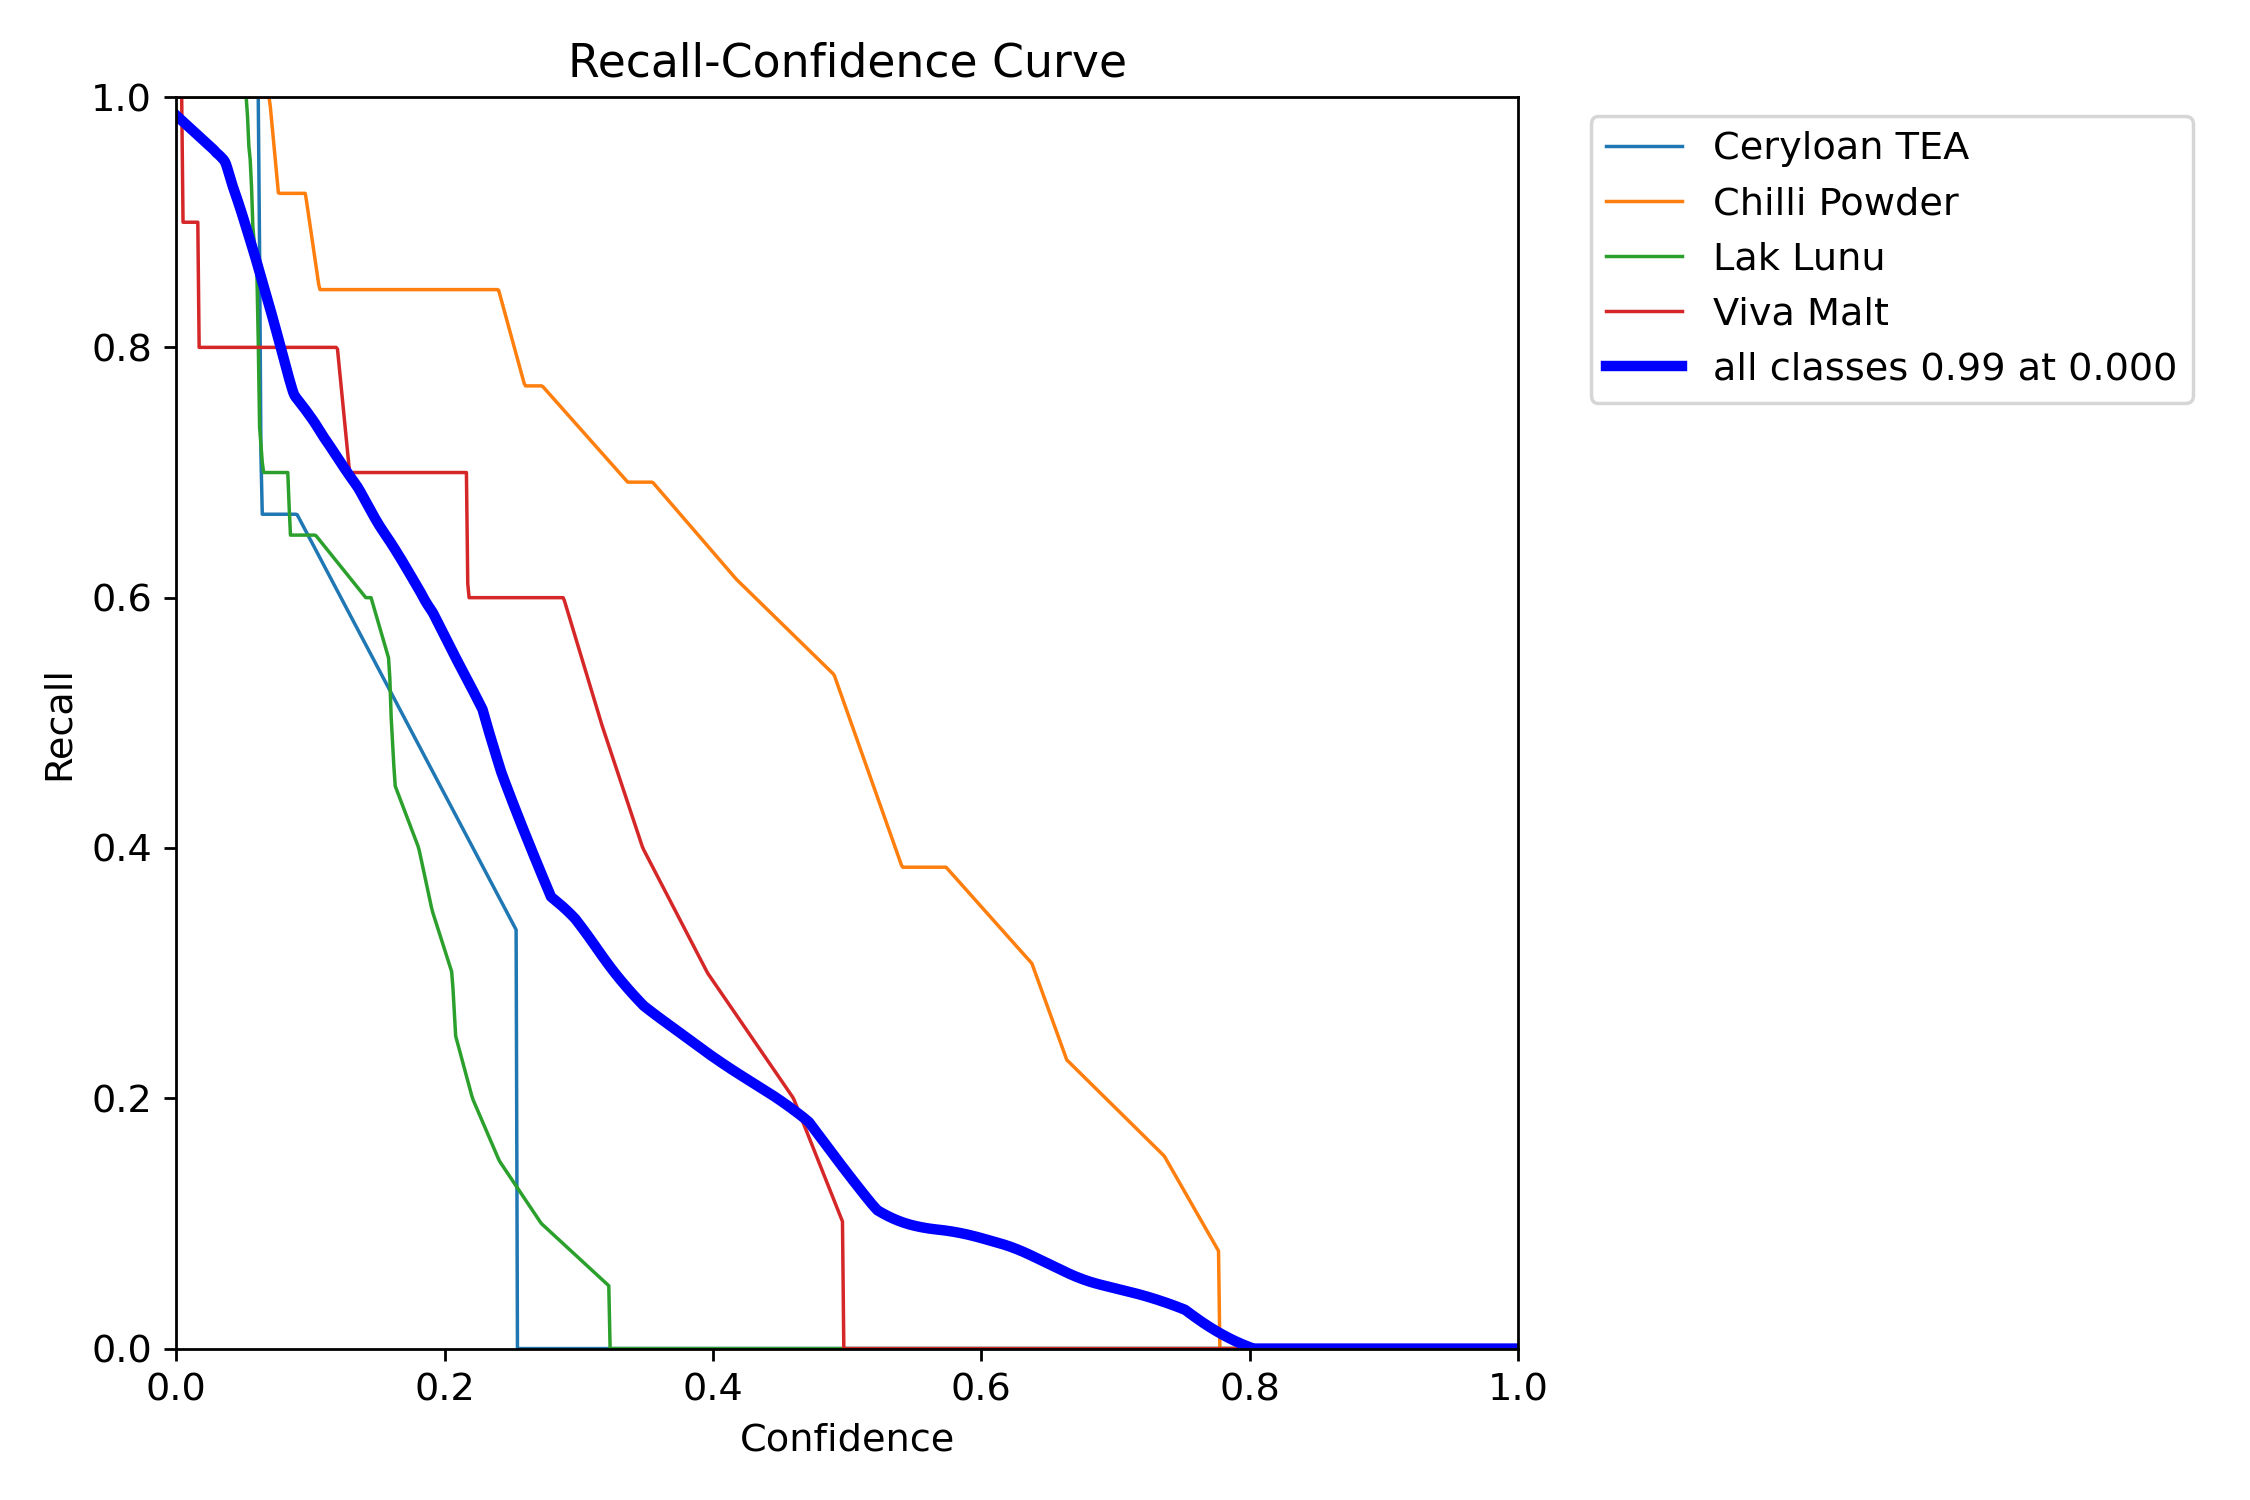 Recall-Confidence Curve
1.0
0.8
0.6
0.4
0.2
0.0
Recall
0.0 0.2 0.4 0.6 0.8 1.0
Confidence
Ceryloan TEA
Chilli Powder
Lak Lunu
Viva Malt
all classes 0.99 at 0.000